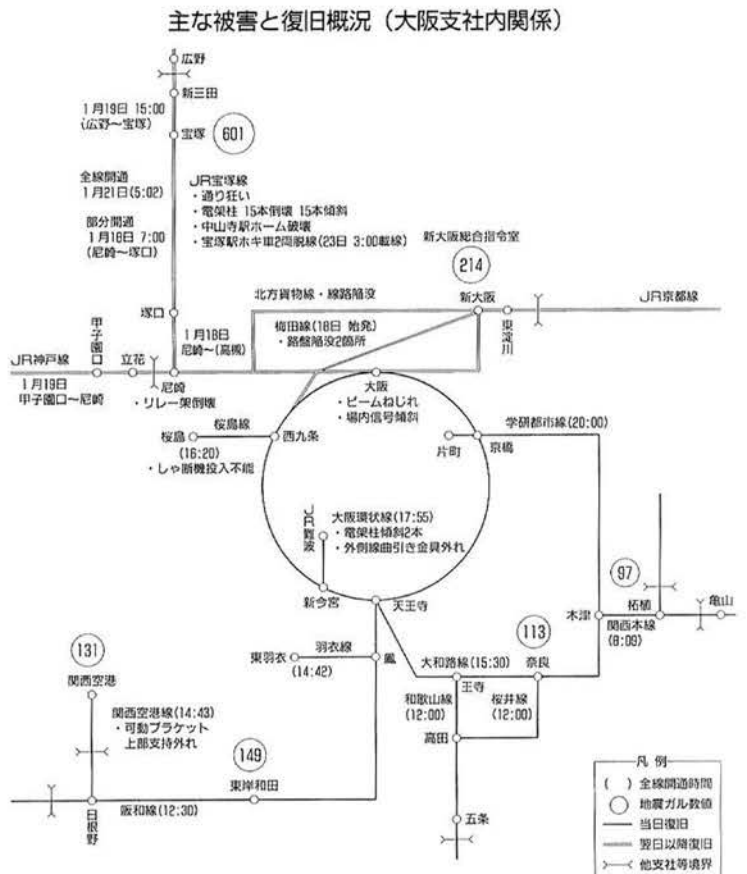 主な被害と復旧概況（大阪支社内関係）
広野
新三田
1月19日 15:00
(広野～宝塚)
宝塚
601
全線開通
1月21日(5:02)
JR宝塚線
・通り狂い
・電架柱 15本倒壊 15本傾斜
・中山寺駅ホーム破壊
・宝塚駅ホキ車2両脱線(23日 3:00載線)
部分開通
1月18日 7:00
(尼崎～塚口)
新大阪総合指令室
214
北方貨物線・線路陥没
新大阪
JR京都線
塚口
東淀川
甲子園口
1月18日
尼崎～(高槻)
梅田線(18日 始発)
・路盤陥没2箇所
JR神戸線
立花
尼崎
大阪
1月19日
甲子園口～尼崎
・リレー架倒壊
・ビームねじれ
・場内信号傾斜
桜島線
桜島
西九条
学研都市線(20:00)
片町
京橋
(16:20)
・しゃ断機投入不能
JR難波
大阪環状線(17:55)
・電架柱傾斜2本
・外側線曲引き金具外れ
新今宮
天王寺
97
木津
拓植
亀山
関西本線
(8:09)
131
関西空港
羽衣線
東羽衣
(14:42)
鳳
113
大和路線(15:30)
奈良
王寺
和歌山線
(12:00)
桜井線
(12:00)
高田
関西空港線(14:43)
・可動ブラケット
上部支持外れ
149
東岸和田
日根野
阪和線(12:30)
五条
凡例
( ) 全線開通時間
地震ガル数値
当日復旧
翌日以降復旧
他支社等境界